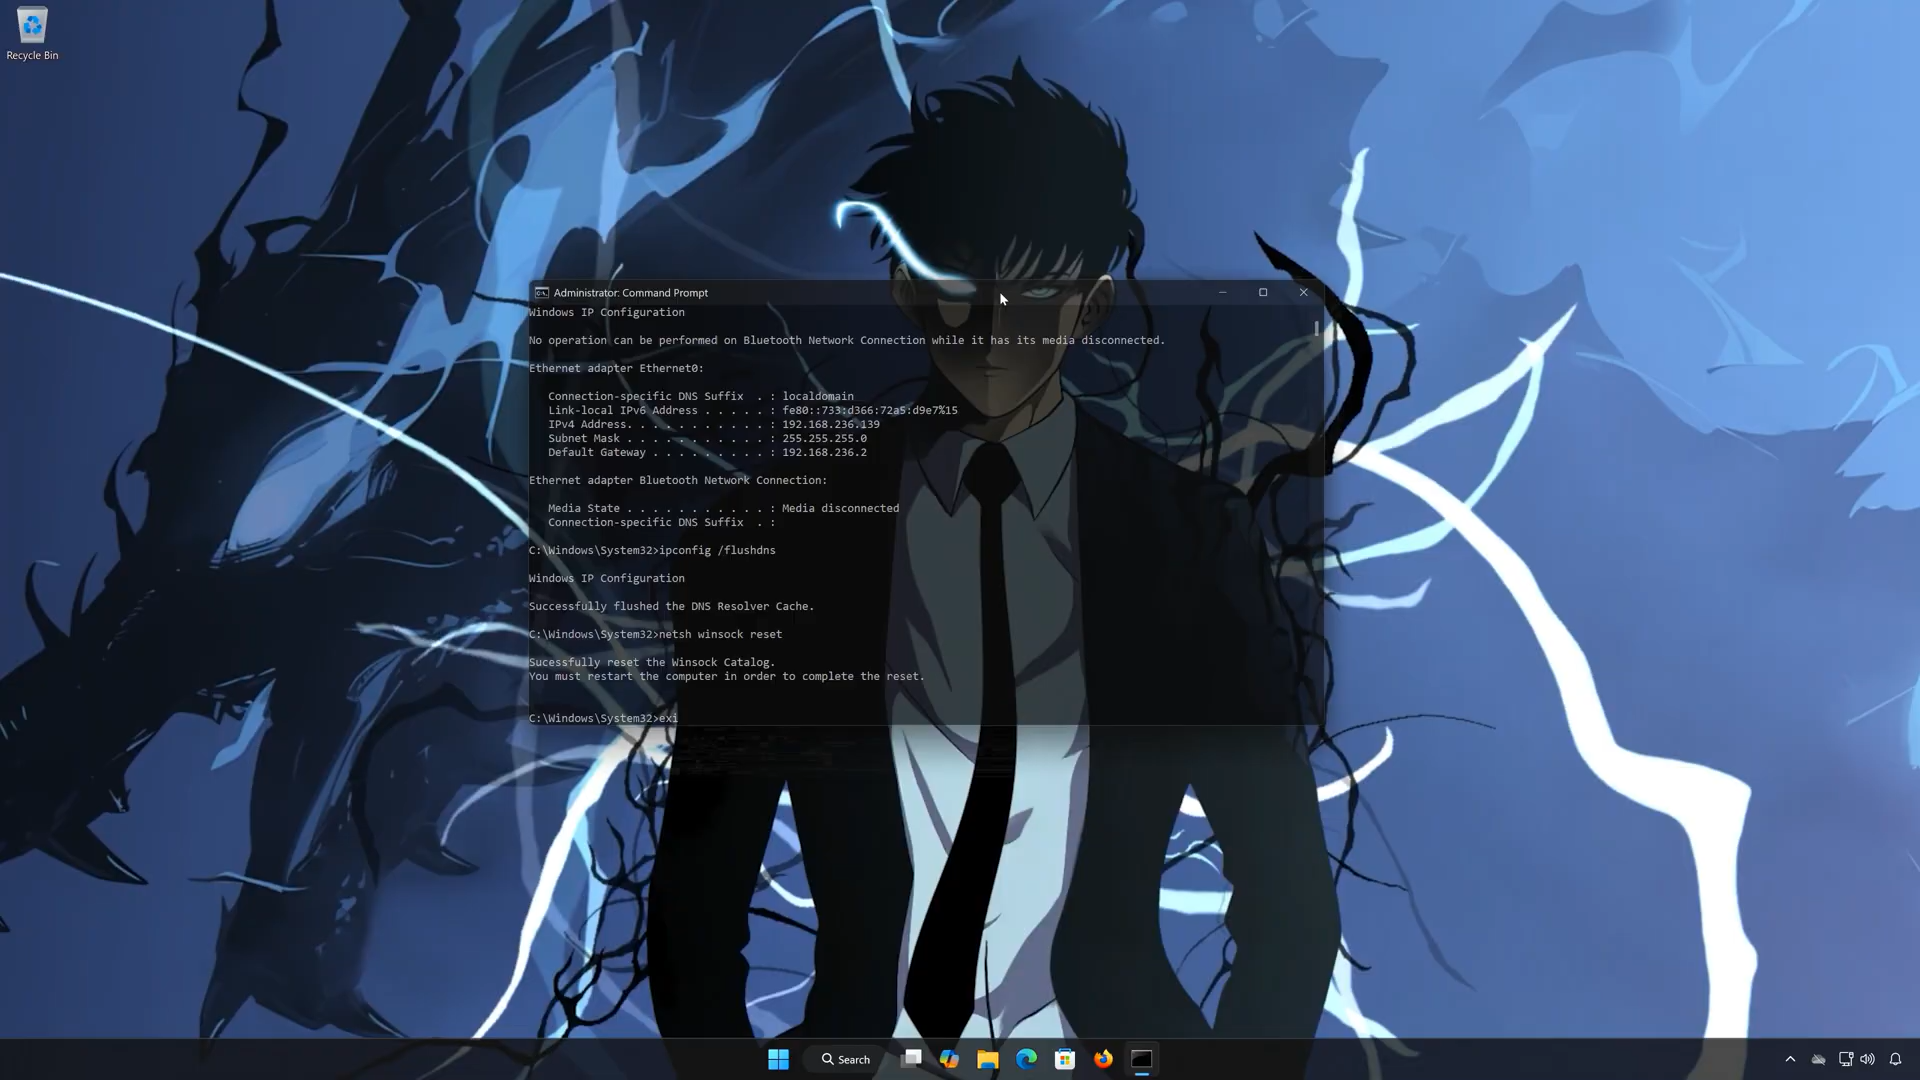 Recycle Bin
Administrator: Command Prompt
Windows IP Configuration
No operation can be performed on Bluetooth Network Connection while it has its media disconnected.
Ethernet adapter Ethernet0:
Connection-specific DNS Suffix  . : localdomain
Link-local IPv6 Address . . . . . : fe80::733:d366:72a5:d9e7%15
IPv4 Address. . . . . . . . . . . : 192.168.236.139
Subnet Mask . . . . . . . . . . . : 255.255.255.0
Default Gateway . . . . . . . . . : 192.168.236.2
Ethernet adapter Bluetooth Network Connection:
Media State . . . . . . . . . . . : Media disconnected
Connection-specific DNS Suffix  . :
C:\Windows\System32>ipconfig /flushdns
Windows IP Configuration
Successfully flushed the DNS Resolver Cache.
C:\Windows\System32>netsh winsock reset
Sucessfully reset the Winsock Catalog.
You must restart the computer in order to complete the reset.
C:\Windows\System32>exi
Search